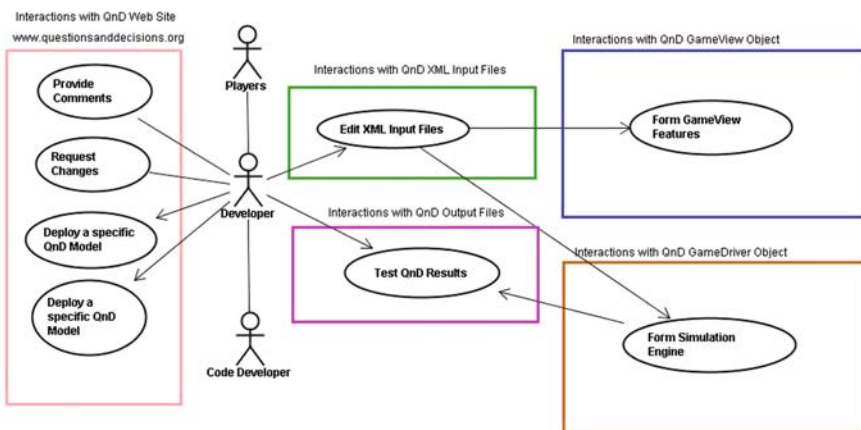 Interactions with QnD Web Site
www.questionsanddecisions.org
Provide
Comments
Request
Changes
Deploy a specific
QnD Model
Deploy a
specific QnD
Model
Players
Developer
Code Developer
Interactions with QnD XML Input Files
Edit XML Input Files
Interactions with QnD Output Files
Test QnD Results
Interactions with QnD GameView Object
Form GameView
Features
Interactions with QnD GameDriver Object
Form Simulation
Engine